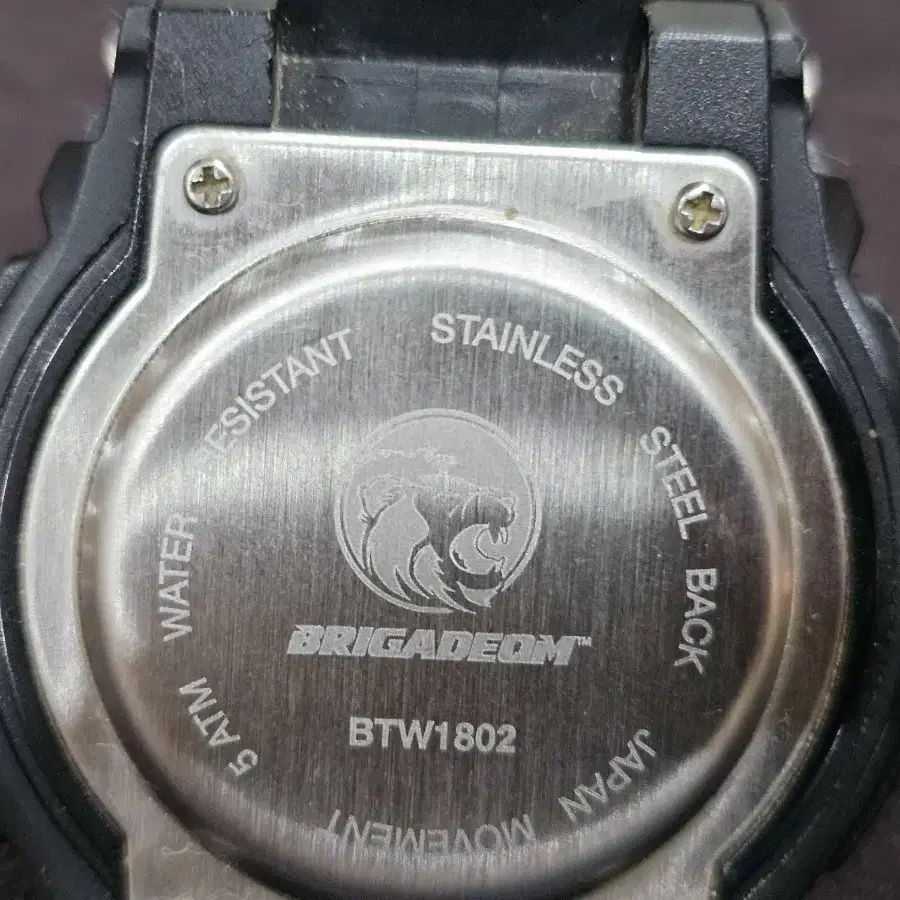 5 ATM WATER RESISTANT STAINLESS STEEL BACK JAPAN MOVEMENT
BRIGADEQM™
BTW1802